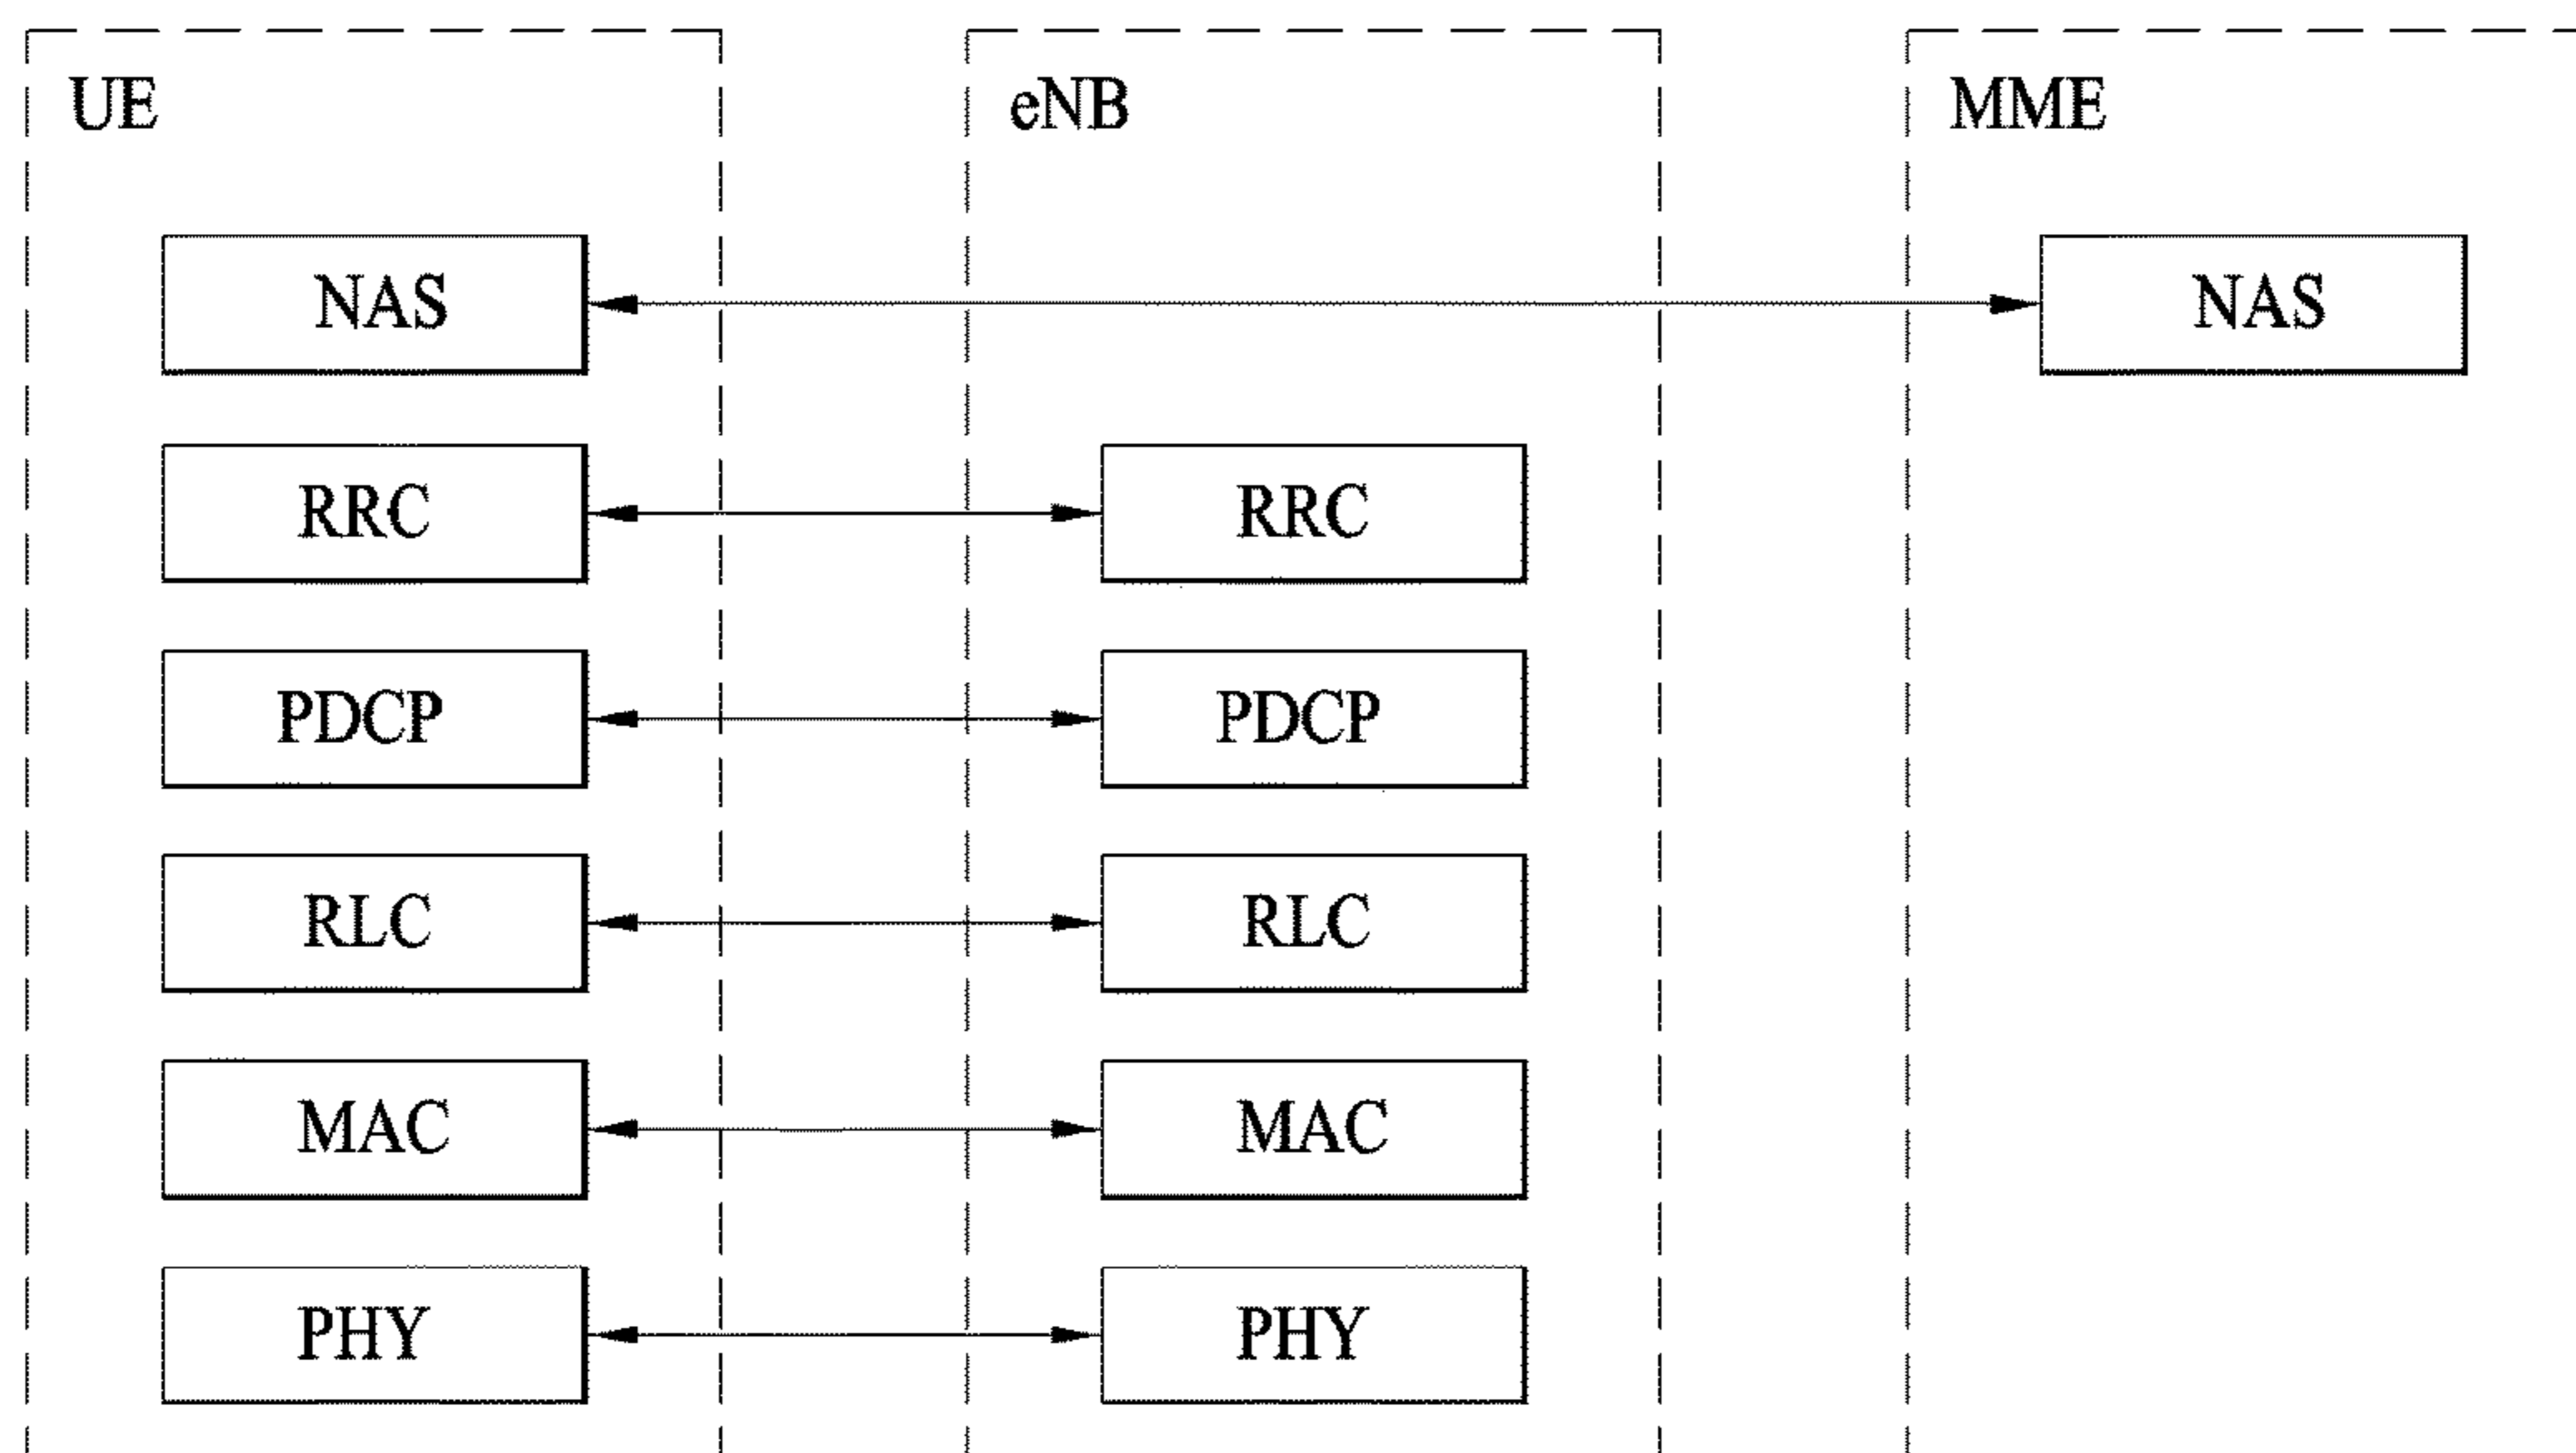 UE eNB MME
NAS NAS
RRC RRC
PDCP PDCP
RLC RLC
MAC MAC
PHY PHY